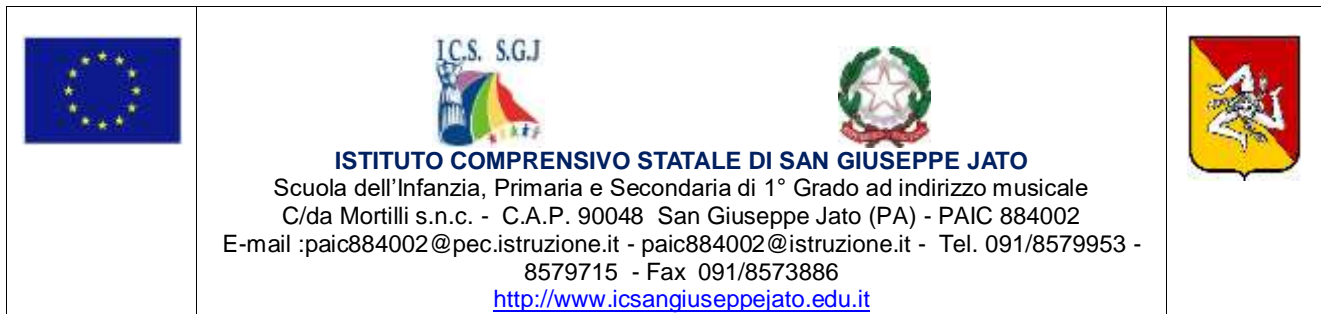 I.C.S. S.G.J
ISTITUTO COMPRENSIVO STATALE DI SAN GIUSEPPE JATO
Scuola dell’Infanzia, Primaria e Secondaria di 1° Grado ad indirizzo musicale
C/da Mortilli s.n.c. - C.A.P. 90048 San Giuseppe Jato (PA) - PAIC 884002
E-mail :paic884002@pec.istruzione.it - paic884002@istruzione.it - Tel. 091/8579953 -
8579715 - Fax 091/8573886
http://www.icsangiuseppejato.edu.it